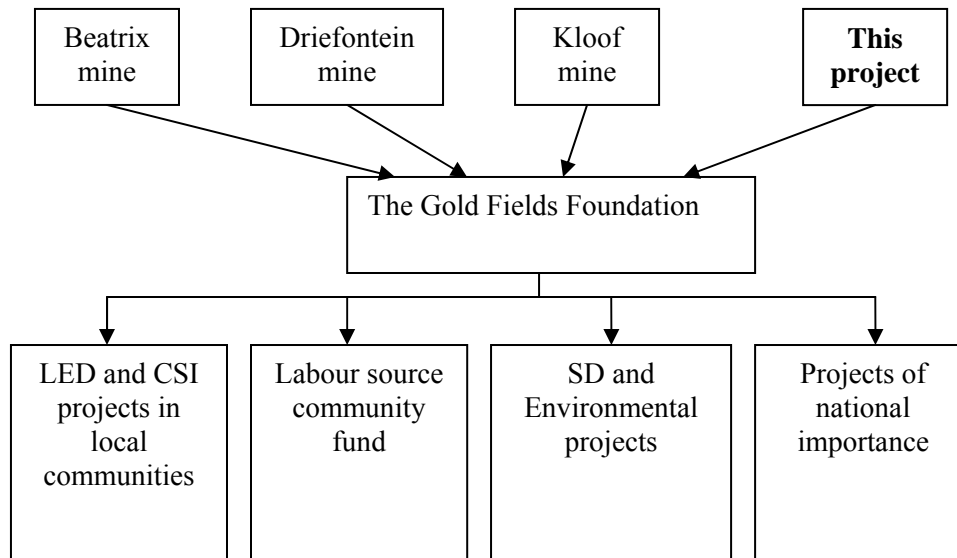 Beatrix
mine
Driefontein
mine
Kloof
mine
This
project
The Gold Fields Foundation
LED and CSI
projects in
local
communities
Labour source
community
fund
SD and
Environmental
projects
Projects of
national
importance